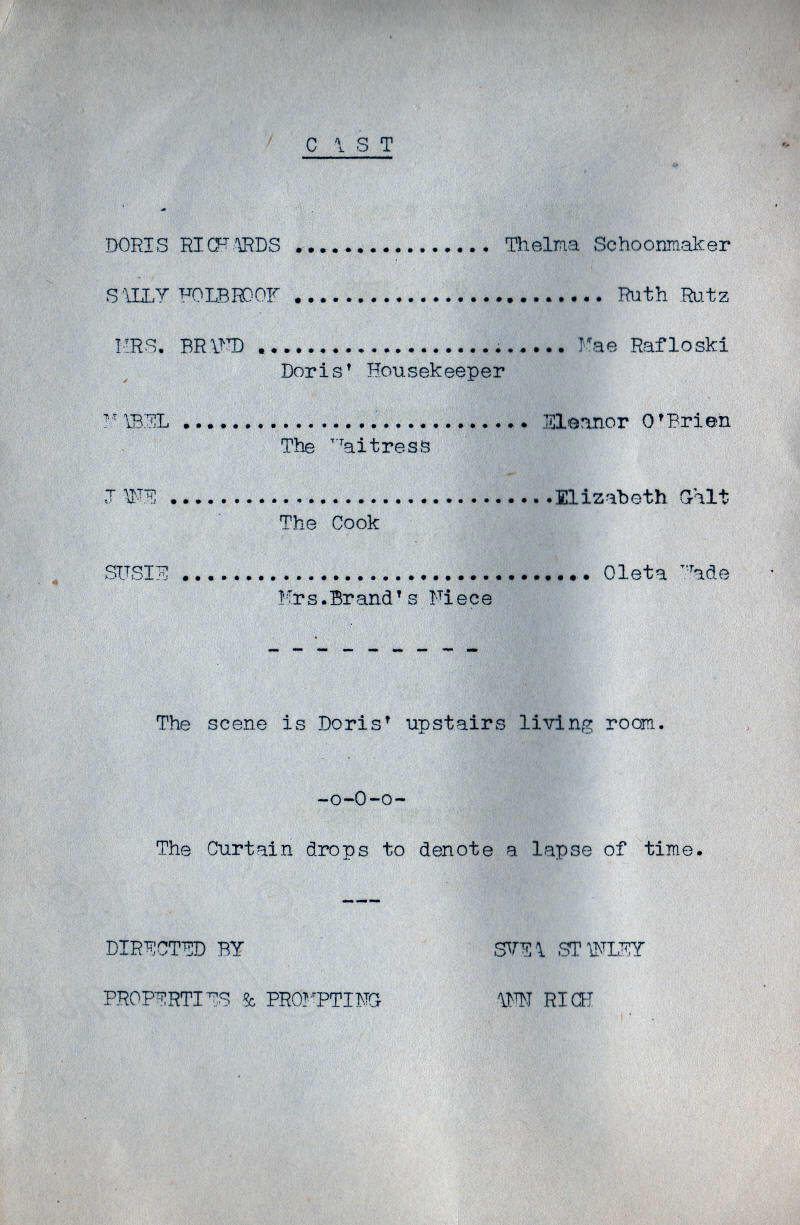 C A S T
DORIS RICHARDS ................ Thelma Schoonmaker
SALLY HOLBROOK ......................... Ruth Rutz
MRS. BRAND ......................... Mae Rafloski
Doris' Housekeeper
MABEL ............................ Eleanor O'Brien
The Waitress
JANE ...............................Elizabeth Galt
The Cook
SUSIE ................................. Oleta Wade
Mrs.Brand's Niece
- - - - - - - - -
The scene is Doris' upstairs living room.
-o-O-o-
The Curtain drops to denote a lapse of time.
---
DIRECTED BY SVEA STANLEY
PROPERTIES & PROMPTING ANN RICH